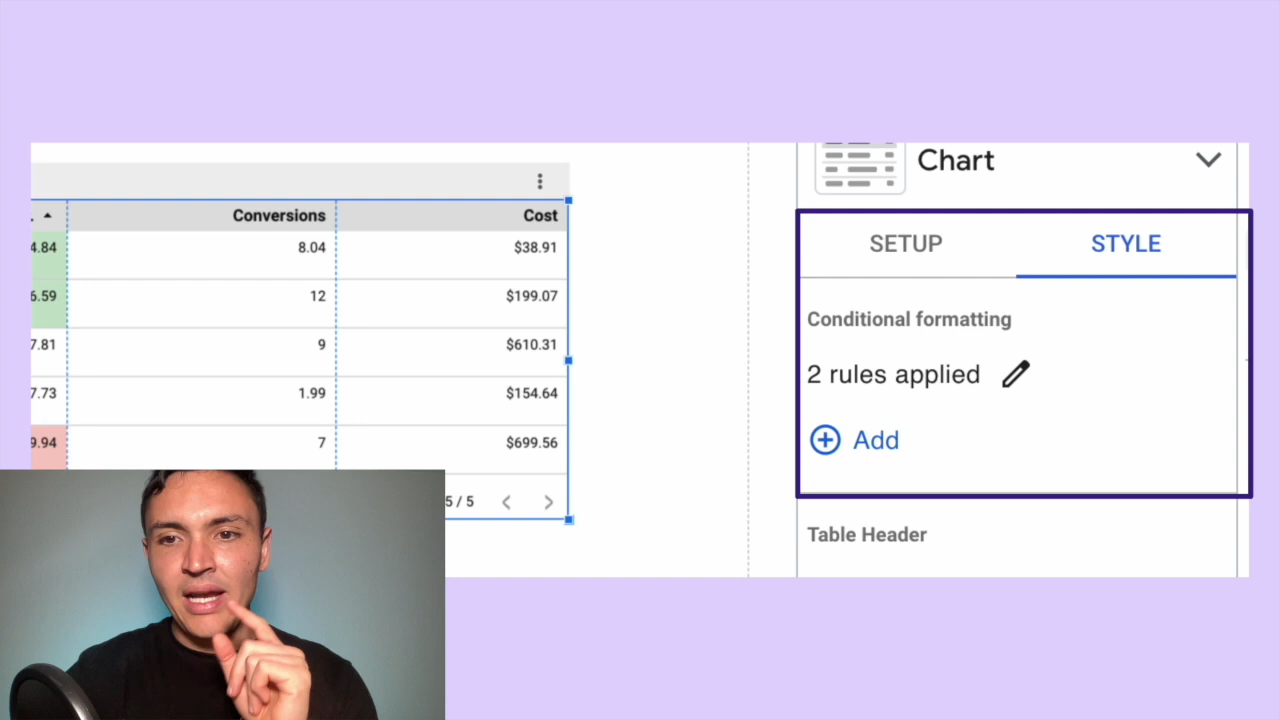 Chart
SETUP STYLE
Conditional formatting
2 rules applied
Add
Table Header
. Conversions Cost
4.84 8.04 $38.91
6.59 12 $199.07
7.81 9 $610.31
7.73 1.99 $154.64
9.94 7 $699.56
5 / 5